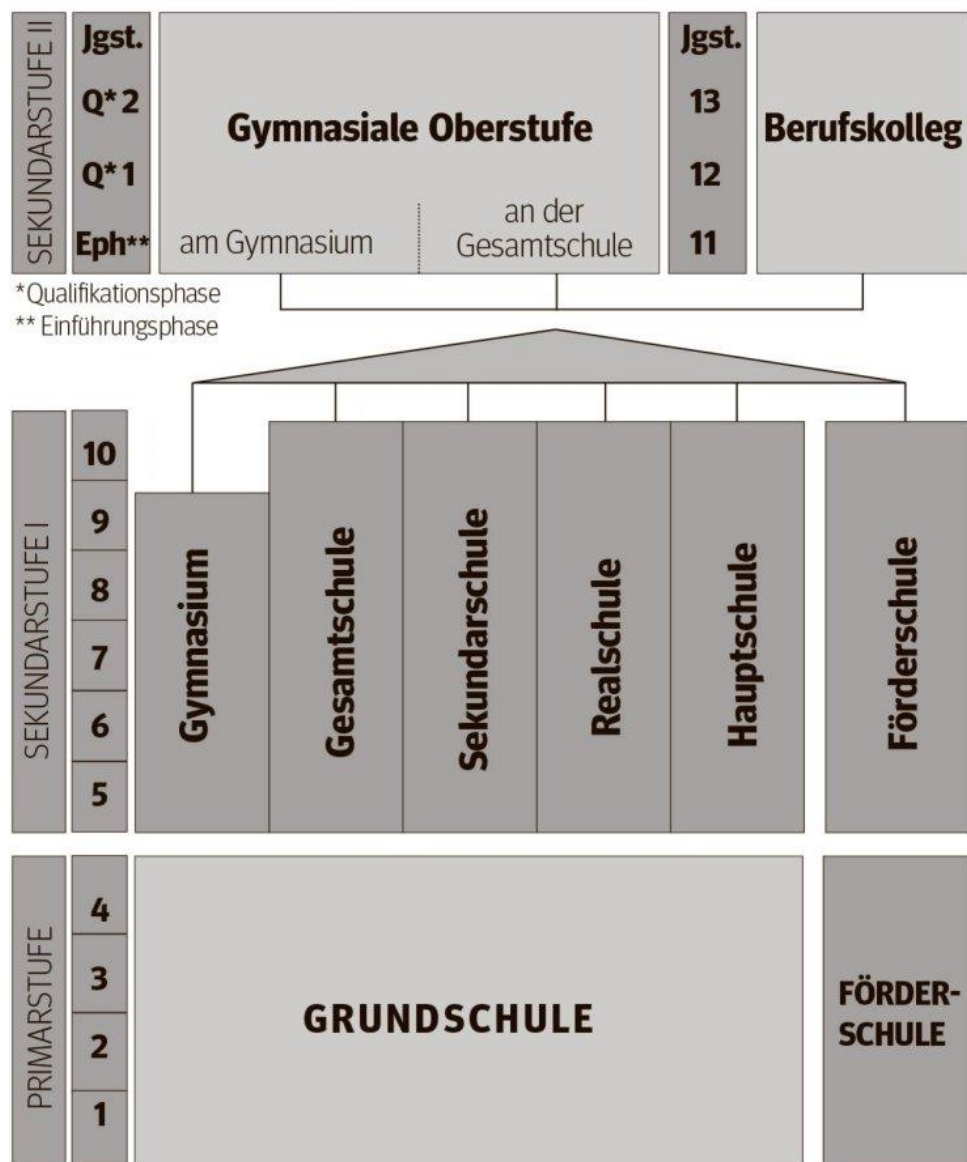 SEKUNDARSTUFE II
Jgst.
Q* 2
Q* 1
Eph**
Gymnasiale Oberstufe
am Gymnasium
an der
Gesamtschule
Jgst.
13
12
11
Berufskolleg
*Qualifikationsphase
** Einführungsphase
SEKUNDARSTUFE I
10
9
8
7
6
5
Gymnasium
Gesamtschule
Sekundarschule
Realschule
Hauptschule
Förderschule
PRIMARSTUFE
4
3
2
1
GRUNDSCHULE
FÖRDER-
SCHULE